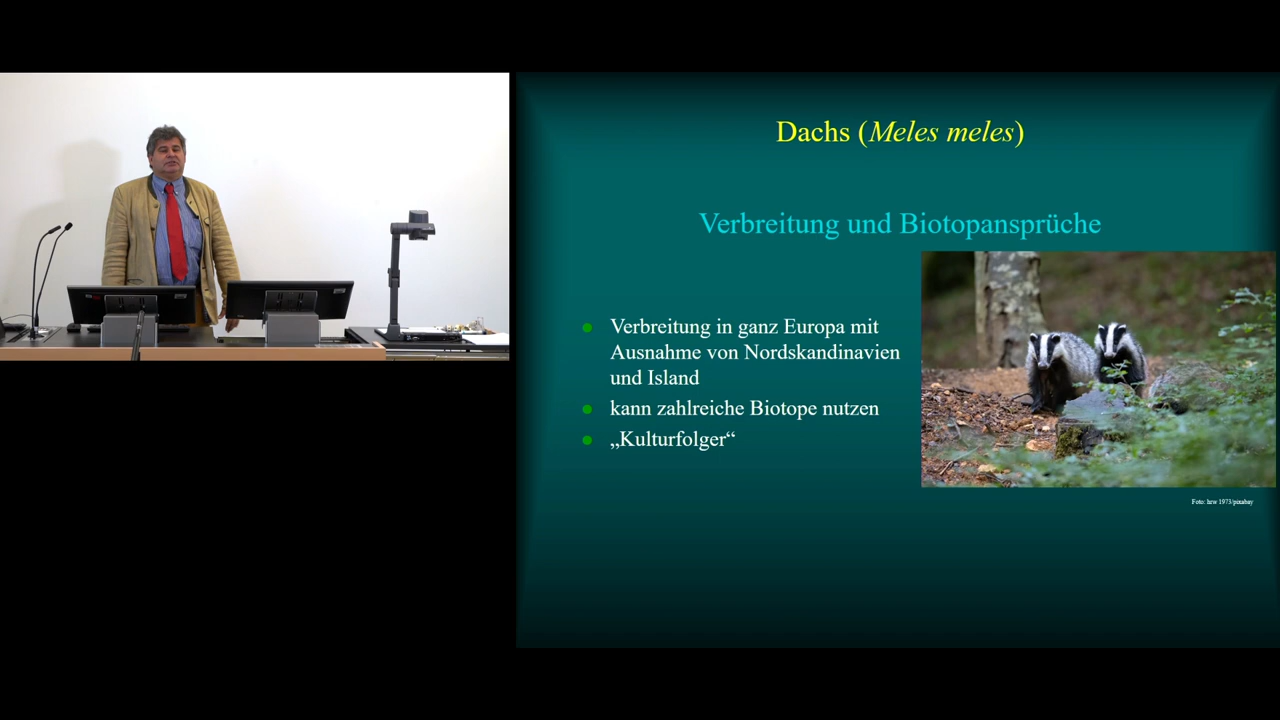 Dachs (Meles meles)
Verbreitung und Biotopansprüche
Verbreitung in ganz Europa mit
Ausnahme von Nordskandinavien
und Island
kann zahlreiche Biotope nutzen
„Kulturfolger“
Foto: hrw 1973/pixabay